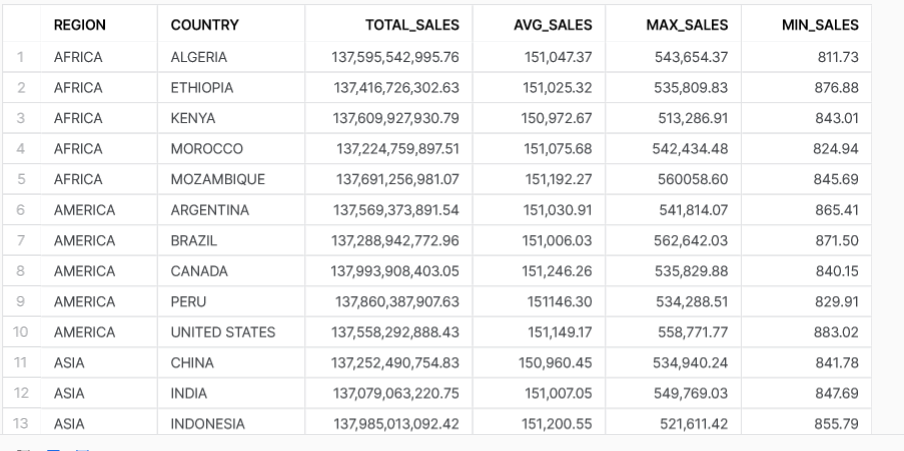 REGION COUNTRY TOTAL_SALES AVG_SALES MAX_SALES MIN_SALES
1 AFRICA ALGERIA 137,595,542,995.76 151,047.37 543,654.37 811.73
2 AFRICA ETHIOPIA 137,416,726,302.63 151,025.32 535,809.83 876.88
3 AFRICA KENYA 137,609,927,930.79 150,972.67 513,286.91 843.01
4 AFRICA MOROCCO 137,224,759,897.51 151,075.68 542,434.48 824.94
5 AFRICA MOZAMBIQUE 137,691,256,981.07 151,192.27 560058.60 845.69
6 AMERICA ARGENTINA 137,569,373,891.54 151,030.91 541,814.07 865.41
7 AMERICA BRAZIL 137,288,942,772.96 151,006.03 562,642.03 871.50
8 AMERICA CANADA 137,993,908,403.05 151,246.26 535,829.88 840.15
9 AMERICA PERU 137,860,387,907.63 151146.30 534,288.51 829.91
10 AMERICA UNITED STATES 137,558,292,888.43 151,149.17 558,771.77 883.02
11 ASIA CHINA 137,252,490,754.83 150,960.45 534,940.24 841.78
12 ASIA INDIA 137,079,063,220.75 151,007.05 549,769.03 847.69
13 ASIA INDONESIA 137,985,013,092.42 151,200.55 521,611.42 855.79